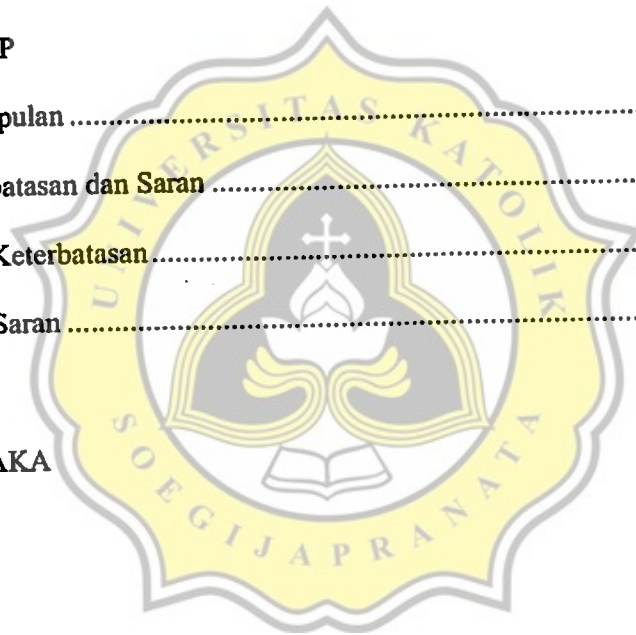 P
pulan ....................................................................
batasan dan Saran ....................................................
Keterbatasan ............................................................
Saran ......................................................................
AKA
UNIVERSITAS KATOLIK
SOEGIJAPRANATA